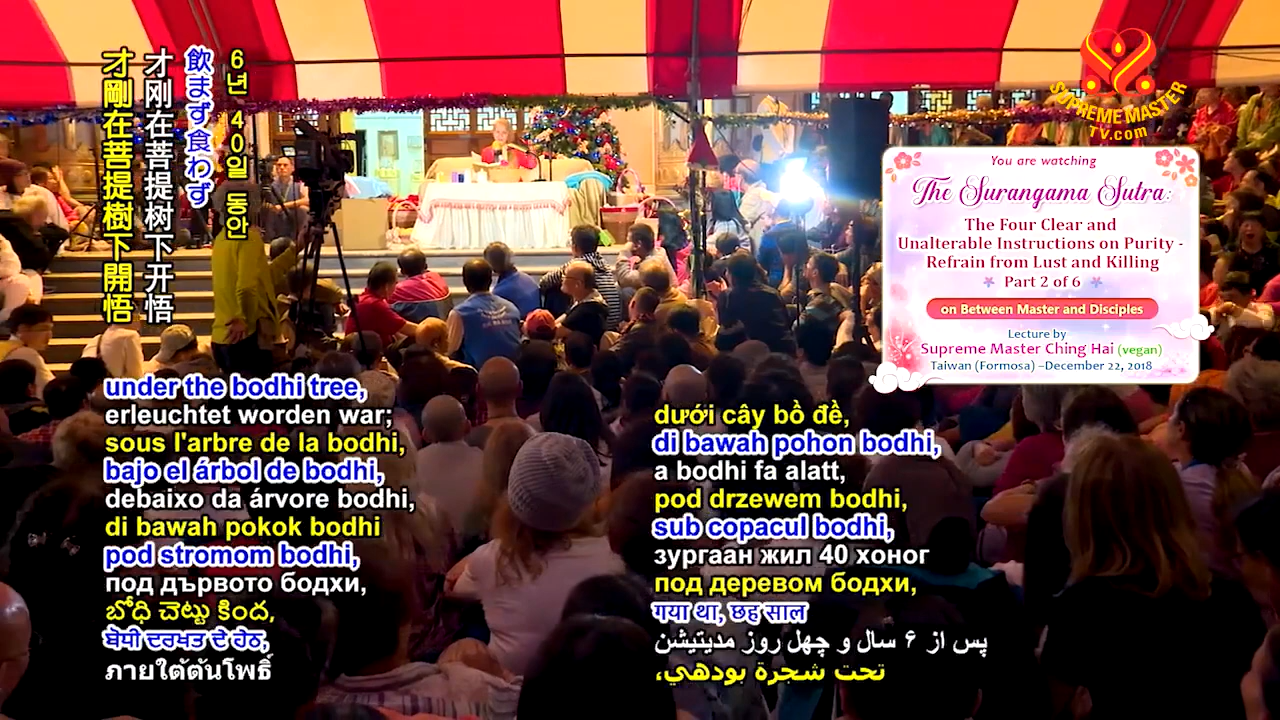 6년 40일 동안
飲まず食わず
才刚在菩提树下开悟
才剛在菩提樹下開悟
SUPREME MASTER
TV.com
You are watching
The Surangama Sutra:
The Four Clear and
Unalterable Instructions on Purity -
Refrain from Lust and Killing
Part 2 of 6
on Between Master and Disciples
Lecture by
Supreme Master Ching Hai (vegan)
Taiwan (Formosa) –December 22, 2018
under the bodhi tree,
erleuchtet worden war;
sous l'arbre de la bodhi,
bajo el árbol de bodhi,
debaixo da árvore bodhi,
di bawah pokok bodhi
pod stromom bodhi,
под дървото бодхи,
బోధి చెట్టు కింద,
ਬੋਧੀ ਦਰਖਤ ਦੇ ਹੇਠ,
ภายใต้ต้นโพธิ์
dưới cây bồ đề,
di bawah pohon bodhi,
a bodhi fa alatt,
pod drzewem bodhi,
sub copacul bodhi,
зургаан жил 40 хоног
под деревом бодхи,
गया था, छह साल
پس از ۶ سال و چهل روز مدیتیشن
تحت شجرة بودهي،